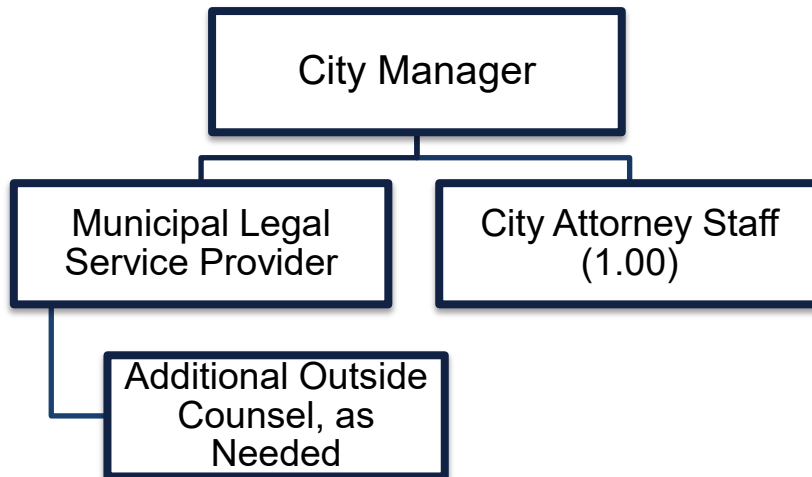 City Manager
Municipal Legal
Service Provider
City Attorney Staff
(1.00)
Additional Outside
Counsel, as
Needed